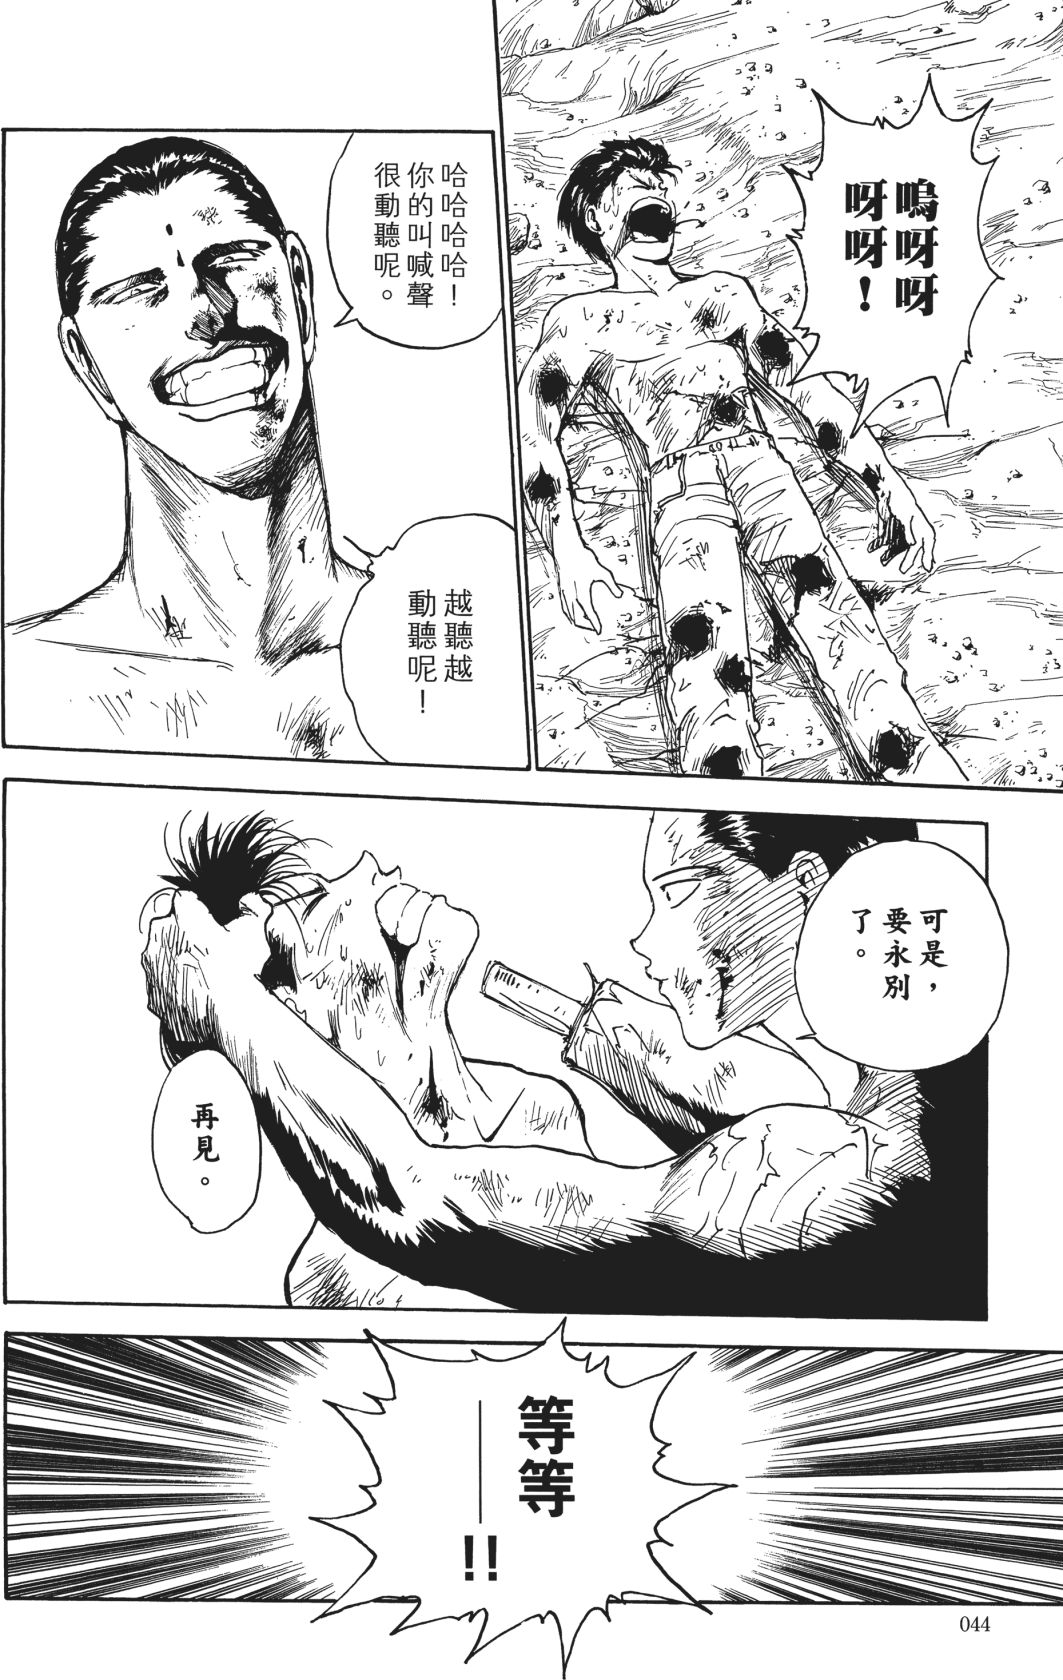 嗚呀呀
呀呀！
哈哈哈哈！
你的叫喊聲
很動聽呢。
越聽越
動聽呢！
可是，
要永別
了。
再見。
等等
——!!
044